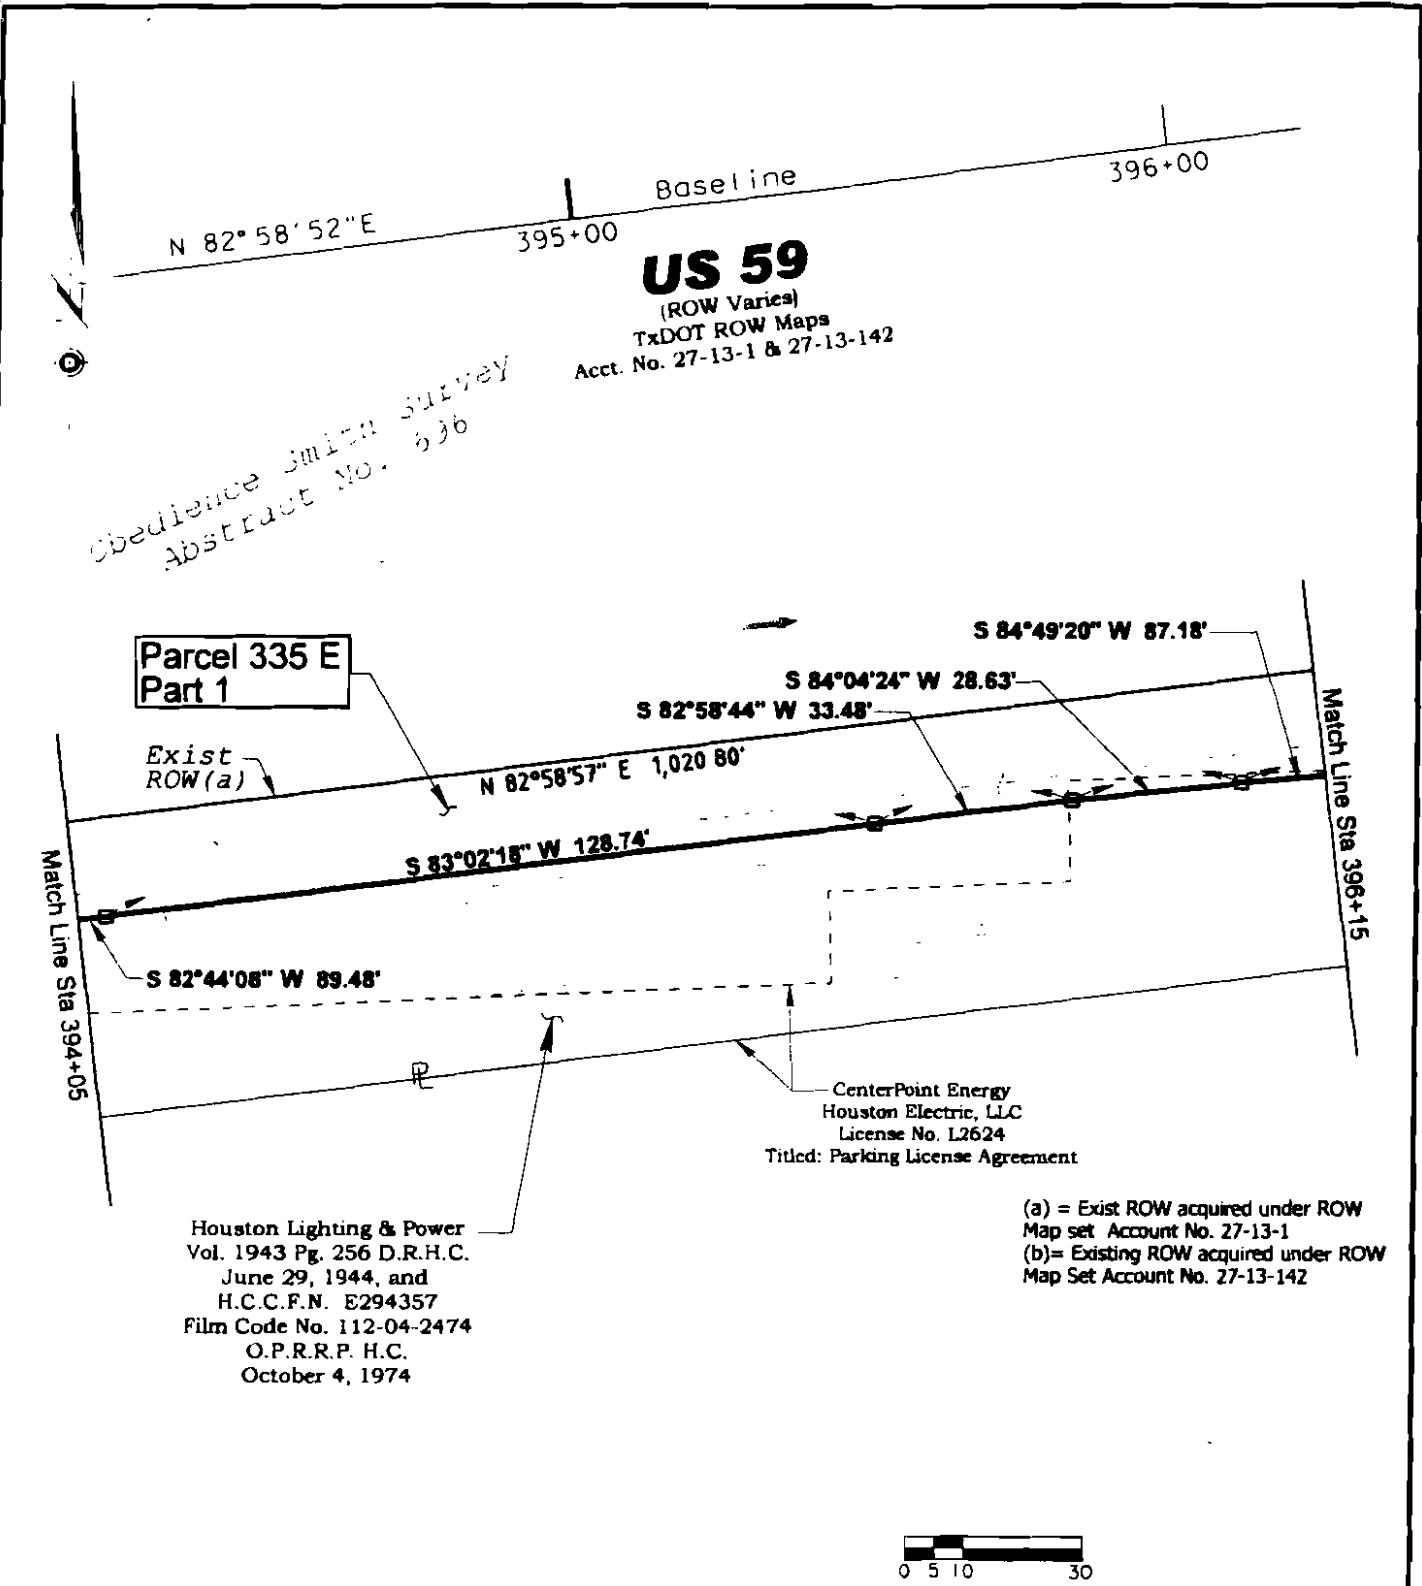 N 82° 58' 52"E
Baseline
395+00
396+00
US 59
(ROW Varies)
TxDOT ROW Maps
Acct. No. 27-13-1 & 27-13-142
Obedience Smith Survey
Abstract No. 696
Parcel 335 E
Part 1
Exist
ROW(a)
S 84°49'20" W 87.18'
S 84°04'24" W 28.63'
S 82°58'44" W 33.48'
N 82°58'57" E 1,020 80'
S 83°02'18" W 128.74'
S 82°44'08" W 89.48'
Match Line Sta 394+05
Match Line Sta 396+15
PL
CenterPoint Energy
Houston Electric, LLC
License No. L2624
Titled: Parking License Agreement
Houston Lighting & Power
Vol. 1943 Pg. 256 D.R.H.C.
June 29, 1944, and
H.C.C.F.N. E294357
Film Code No. 112-04-2474
O.P.R.R.P. H.C.
October 4, 1974
(a) = Exist ROW acquired under ROW
Map set Account No. 27-13-1
(b)= Existing ROW acquired under ROW
Map Set Account No. 27-13-142
0 5 10 30